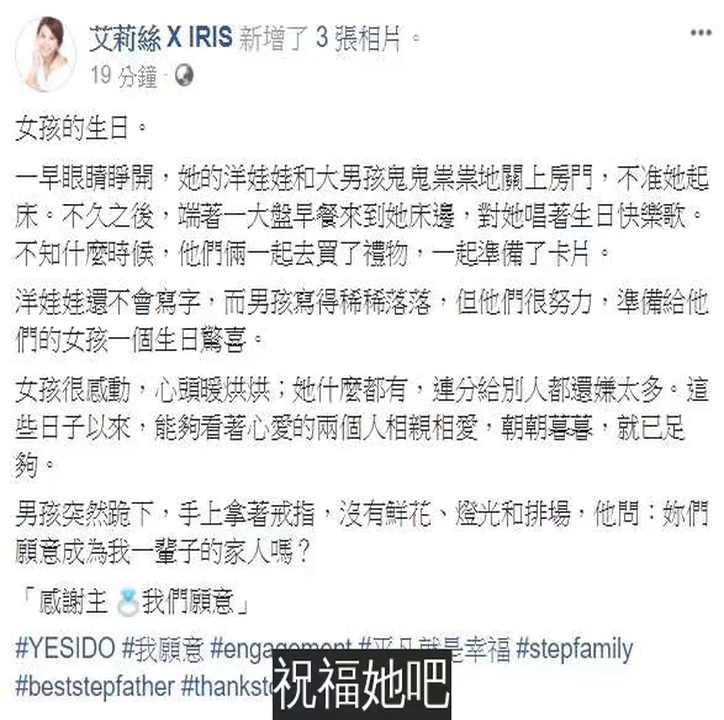 艾莉絲 X IRIS 新增了 3 張相片。
19 分鐘 ·
女孩的生日。
一早眼睛睜開，她的洋娃娃和大男孩鬼鬼祟祟地關上房門，不准她起
床。不久之後，端著一大盤早餐來到她床邊，對她唱著生日快樂歌。
不知什麼時候，他們倆一起去買了禮物，一起準備了卡片。
洋娃娃還不會寫字，而男孩寫得稀稀落落，但他們很努力，準備給他
們的女孩一個生日驚喜。
女孩很感動，心頭暖烘烘；她什麼都有，連分給別人都還嫌太多。這
些日子以來，能夠看著心愛的兩個人相親相愛，朝朝暮暮，就已足
夠。
男孩突然跪下，手上拿著戒指，沒有鮮花、燈光和排場，他問：妳們
願意成為我一輩子的家人嗎？
「感謝主 💍我們願意」
#YESIDO #我願意 #engagement #平凡就是幸福 #stepfamily
#beststepfather
祝福她吧